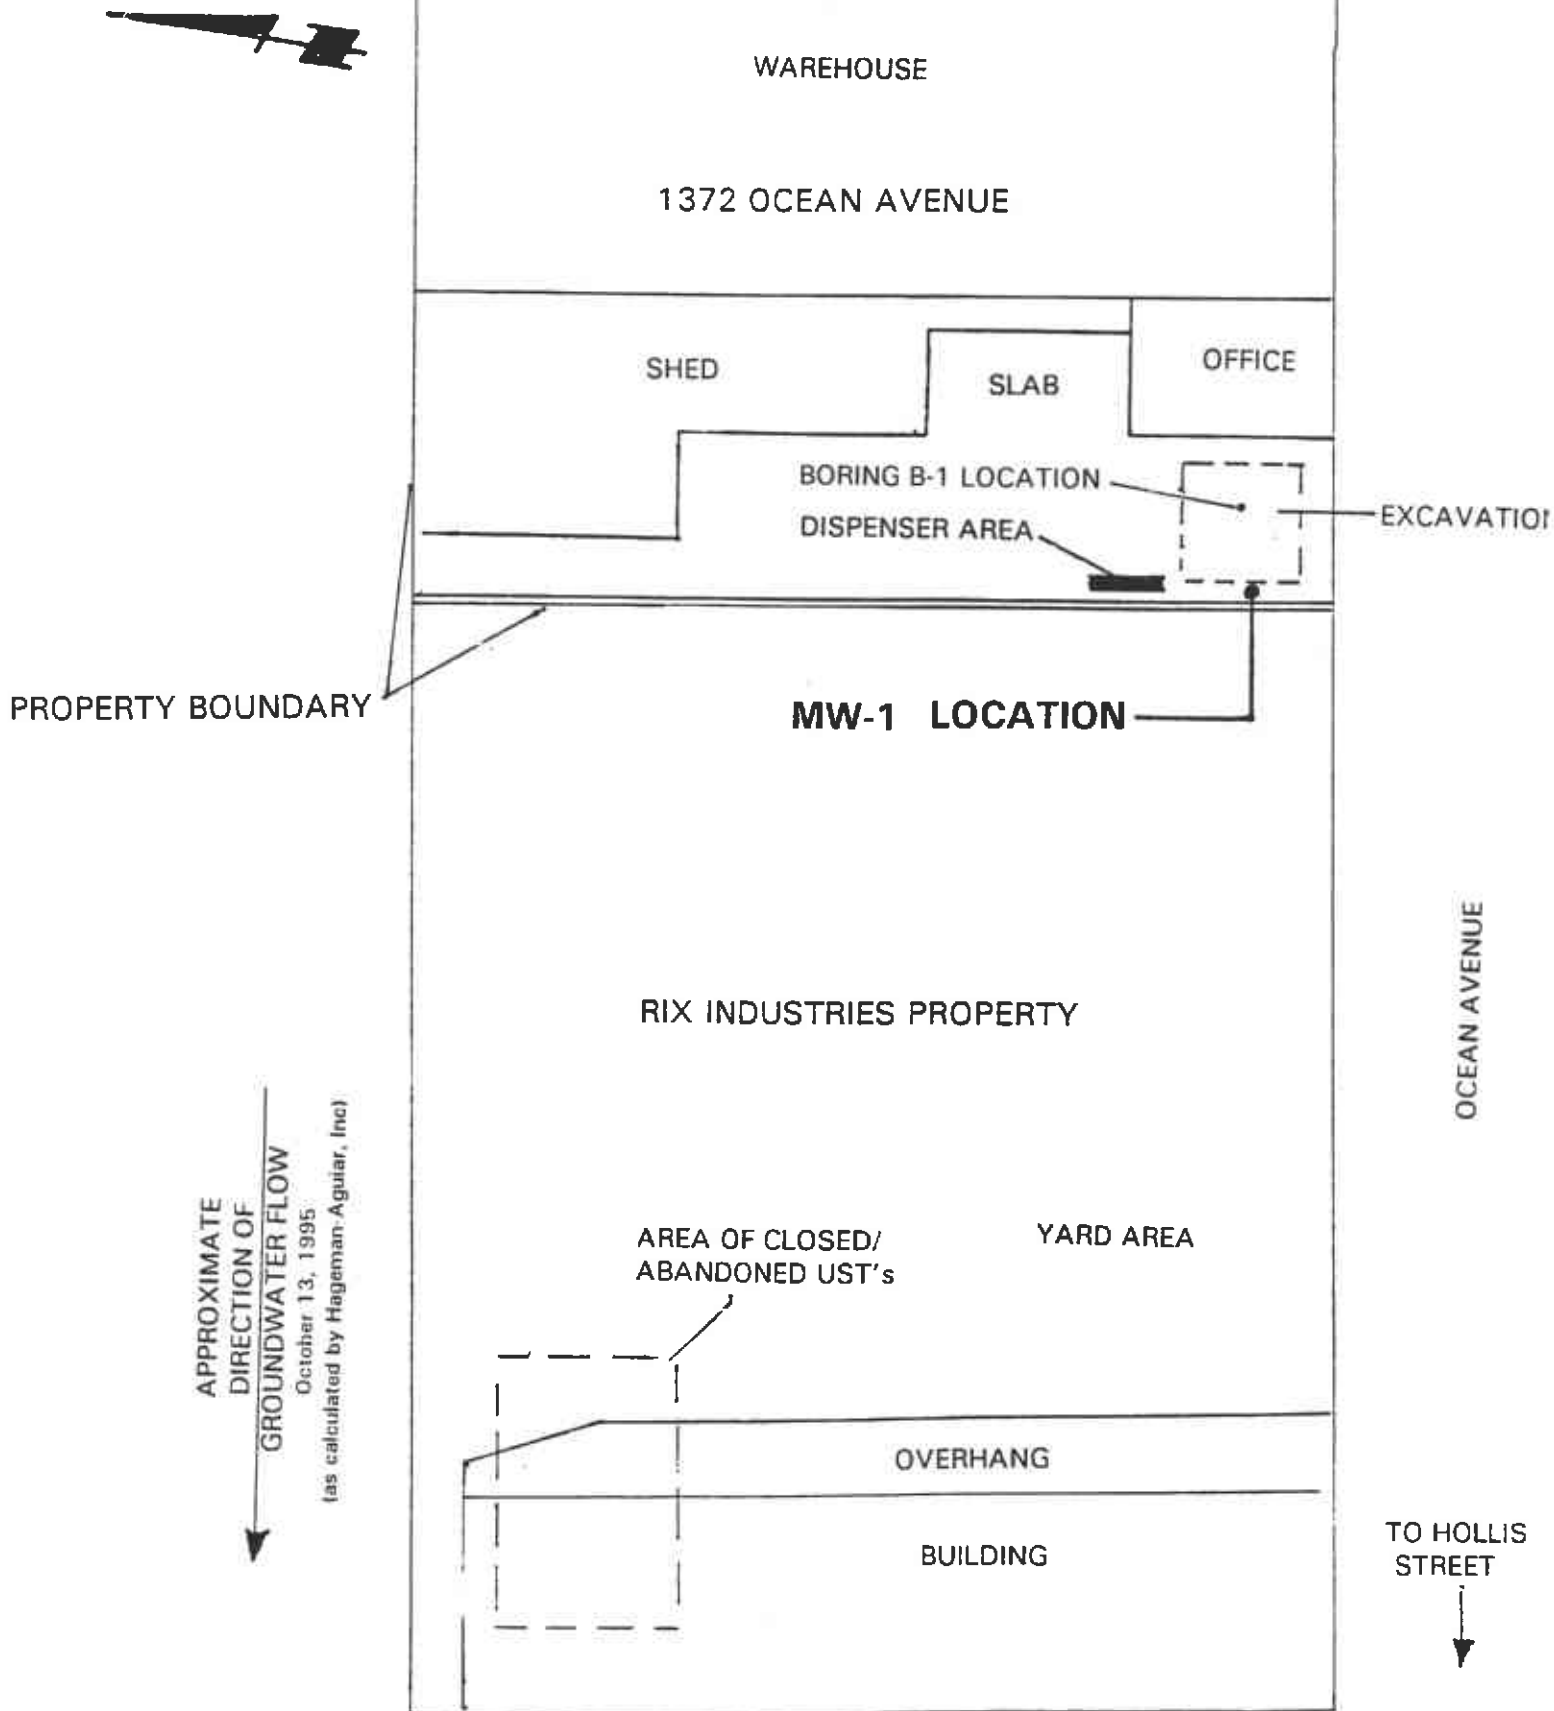 N
WAREHOUSE
1372 OCEAN AVENUE
SHED
SLAB
OFFICE
BORING B-1 LOCATION
DISPENSER AREA
EXCAVATION
PROPERTY BOUNDARY
MW-1 LOCATION
RIX INDUSTRIES PROPERTY
OCEAN AVENUE
APPROXIMATE
DIRECTION OF
GROUNDWATER FLOW
October 13, 1995
(as calculated by Hageman-Aguiar, Inc)
AREA OF CLOSED/
ABANDONED UST's
YARD AREA
OVERHANG
BUILDING
TO HOLLIS
STREET